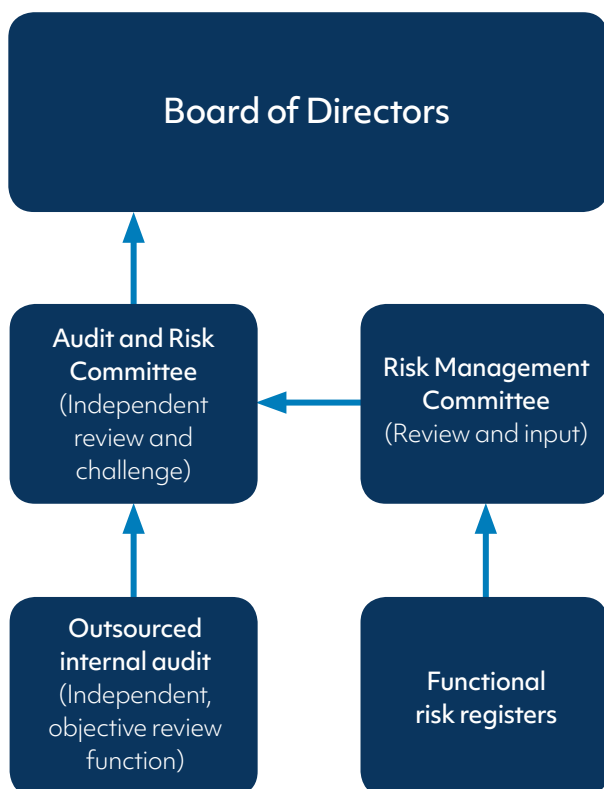 Board of Directors
Audit and Risk
Committee
(Independent
review and
challenge)
Risk Management
Committee
(Review and input)
Outsourced
internal audit
(Independent,
objective review
function)
Functional
risk registers